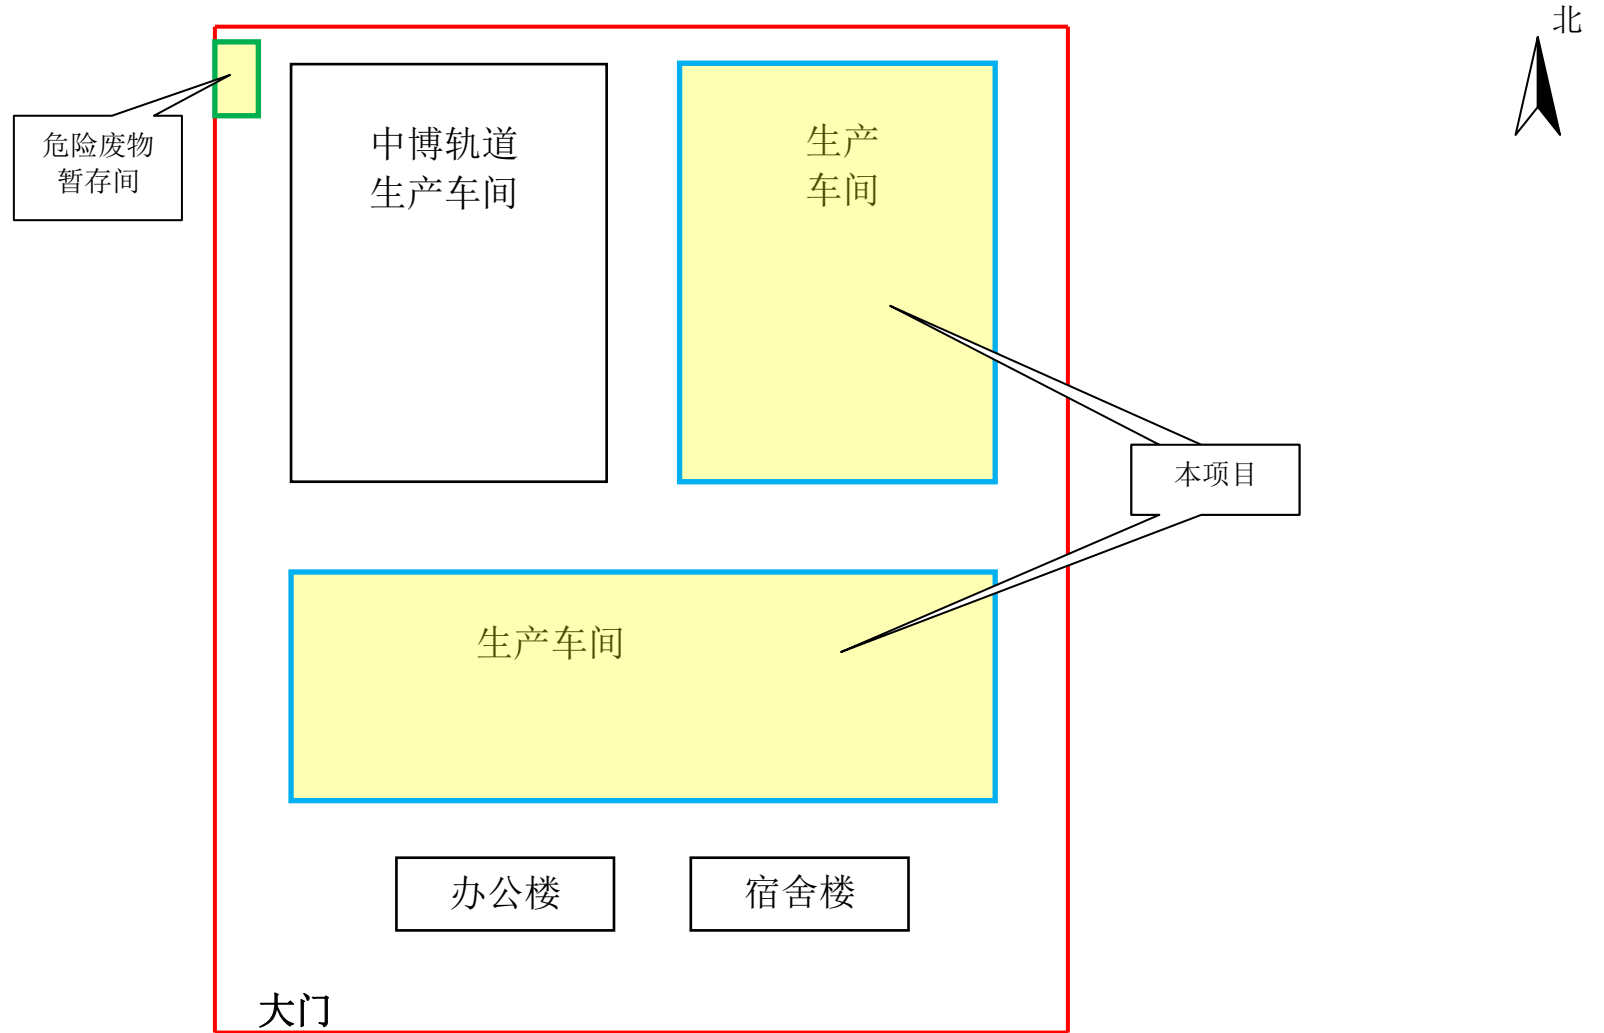 北
危险废物
暂存间
中博轨道
生产车间
生产
车间
本项目
生产车间
办公楼
宿舍楼
大门